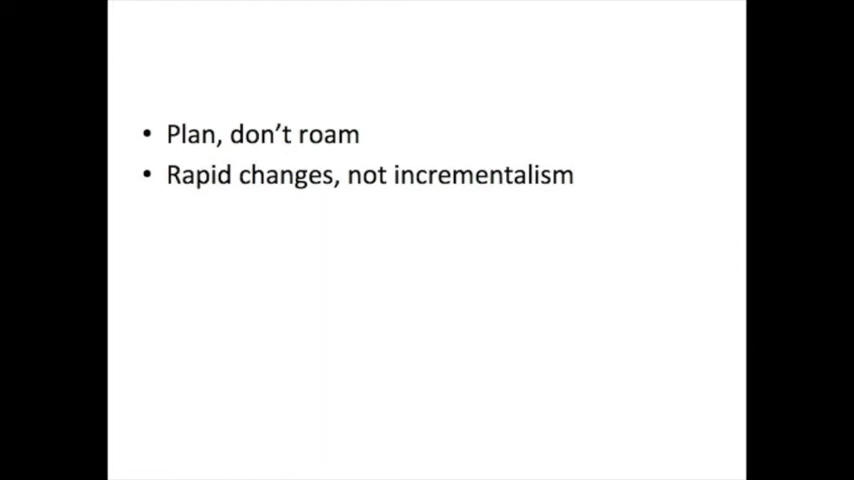 • Plan, don’t roam
• Rapid changes, not incrementalism